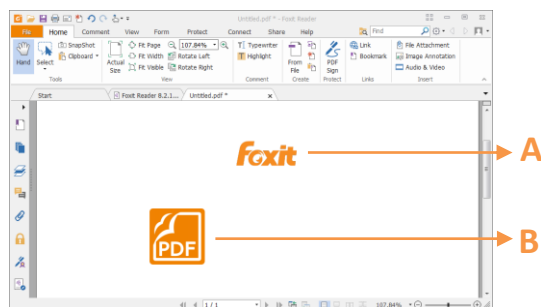 Untitled.pdf * - Foxit Reader
File Home Comment View Form Protect Connect Share Help Find
Hand Select SnapShot Clipboard Actual Size Fit Page Fit Width Fit Visible 107.84% Rotate Left Rotate Right Typewriter Highlight From File PDF Sign Link Bookmark File Attachment Image Annotation Audio & Video
Tools View Comment Create Protect Links Insert
Start Foxit Reader 8.2.1... Untitled.pdf * x
Foxit A
PDF B
1 / 1 107.84%